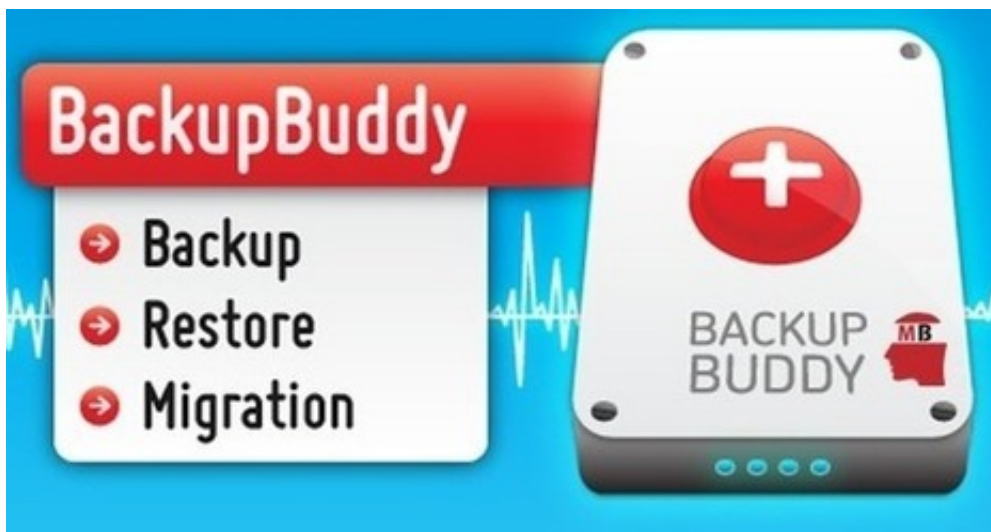 BackupBuddy
Backup
Restore
Migration
BACKUP
BUDDY
MB